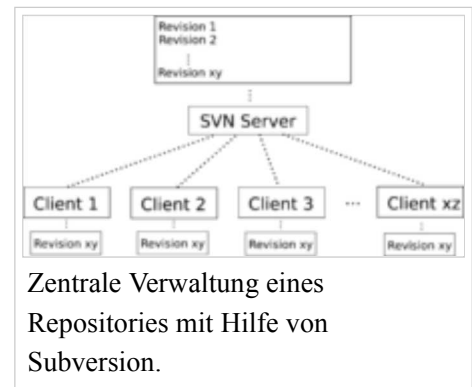 Revision 1
Revision 2
⋮
Revision xy
SVN Server
Client 1 Client 2 Client 3 ... Client xz
Revision xy Revision xy Revision xy Revision xy
Zentrale Verwaltung eines
Repositories mit Hilfe von
Subversion.